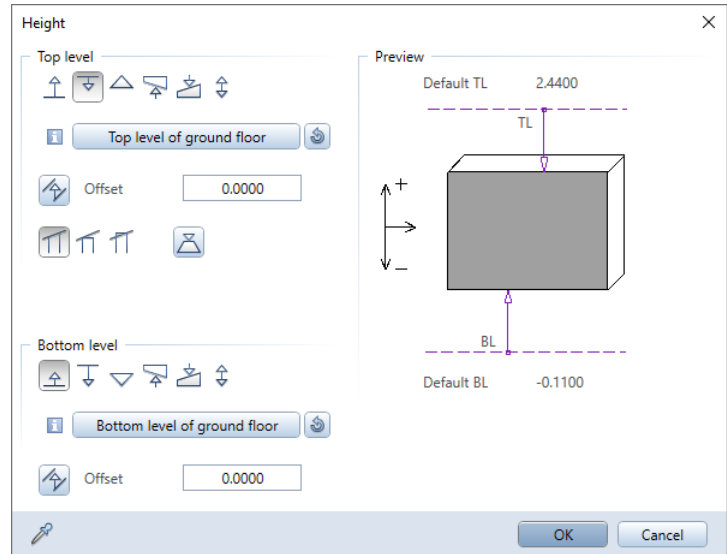 Height
Top level
Top level of ground floor
Offset 0.0000
Bottom level
Bottom level of ground floor
Offset 0.0000
Preview
Default TL 2.4400
TL
+
−
BL
Default BL -0.1100
OK Cancel